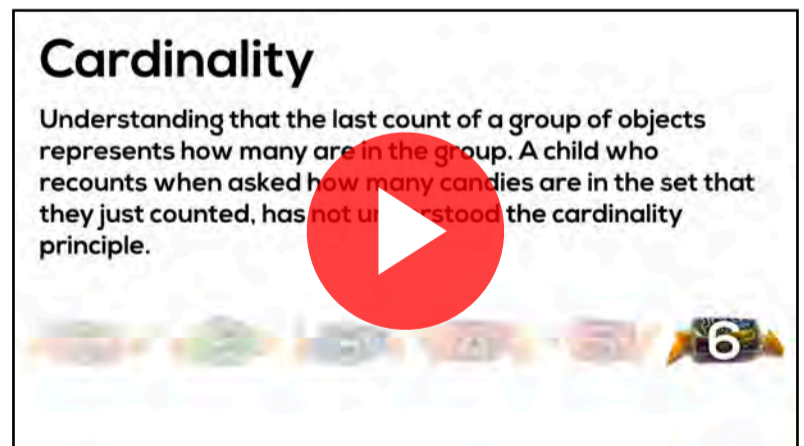 Cardinality
Understanding that the last count of a group of objects
represents how many are in the group. A child who
recounts when asked how many candies are in the set that
they just counted, has not understood the cardinality
principle.
6